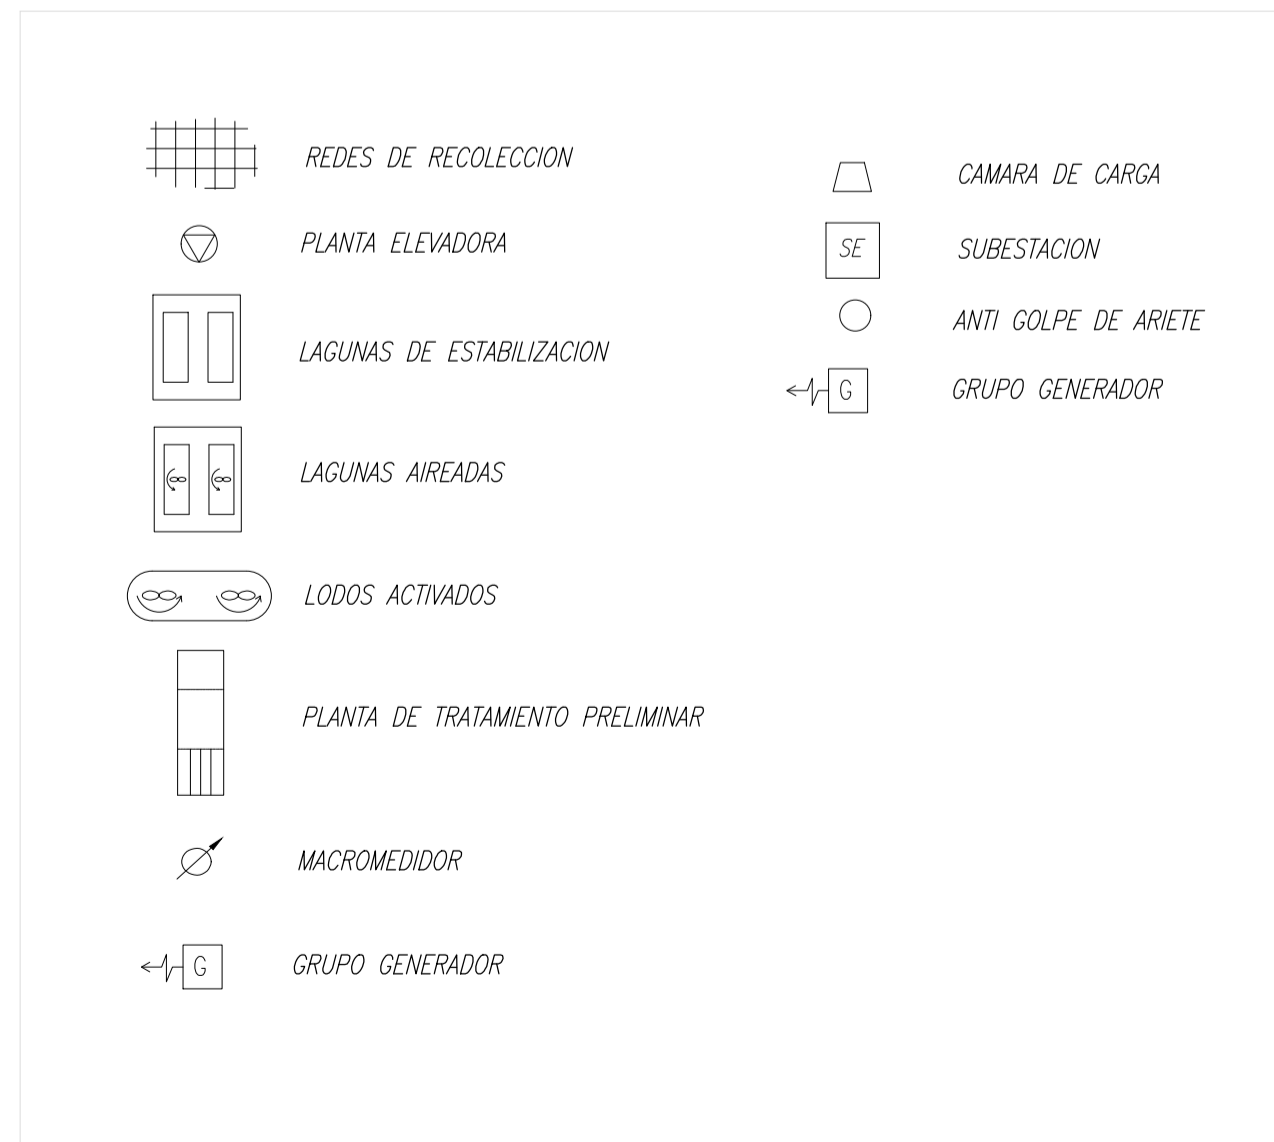 REDES DE RECOLECCION
PLANTA ELEVADORA
LAGUNAS DE ESTABILIZACION
LAGUNAS AIREADAS
LODOS ACTIVADOS
PLANTA DE TRATAMIENTO PRELIMINAR
MACROMEDIDOR
G GRUPO GENERADOR
CAMARA DE CARGA
SE SUBESTACION
ANTI GOLPE DE ARIETE
G GRUPO GENERADOR